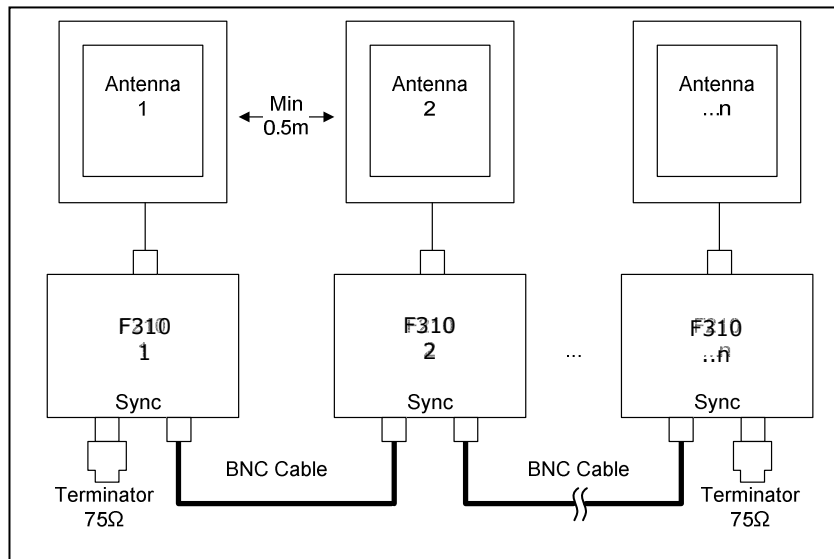 Antenna
1
Min
0.5m
Antenna
2
Antenna
...n
F310
1
F310
2
...
F310
..n
Sync
Sync
Sync
BNC Cable
BNC Cable
Terminator
75Ω
Terminator
75Ω